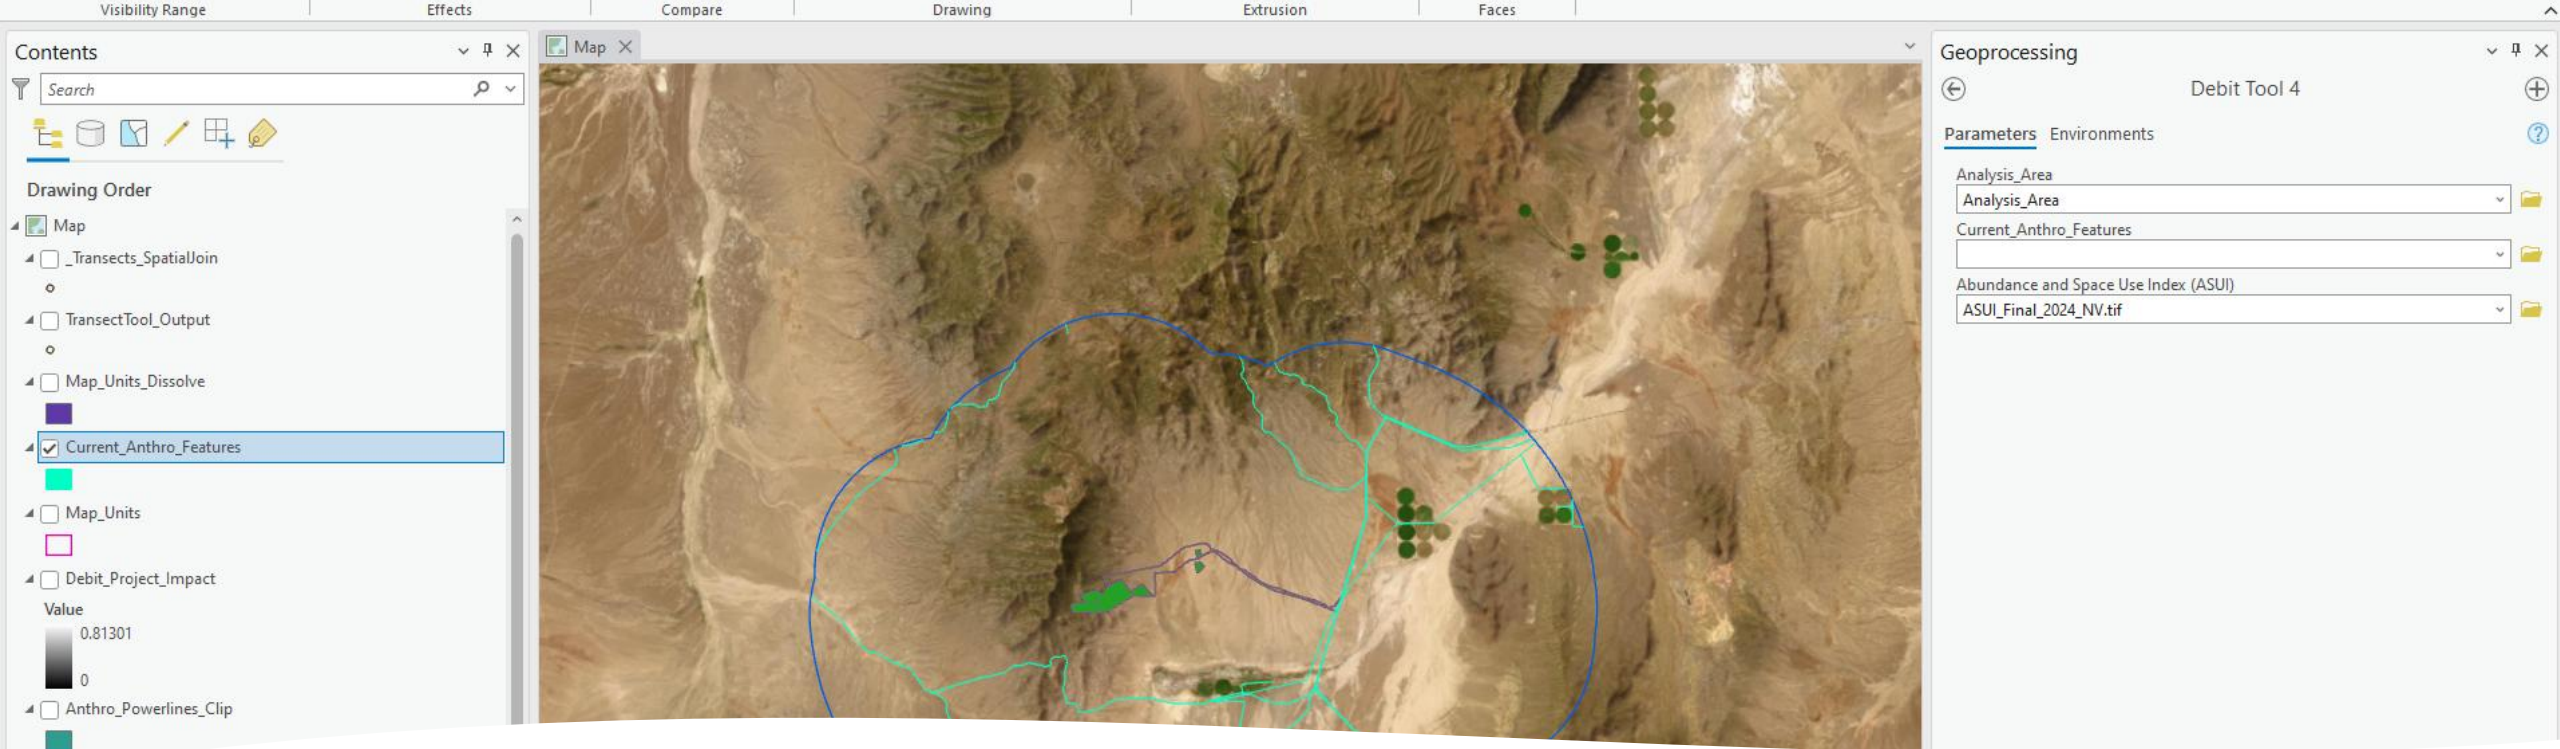 Visibility Range
Effects
Compare
Drawing
Extrusion
Faces
Contents
Search
Drawing Order
Map
_Transects_SpatialJoin
TransectTool_Output
Map_Units_Dissolve
Current_Anthro_Features
Map_Units
Debit_Project_Impact
Value
0.81301
0
Anthro_Powerlines_Clip
Map
Geoprocessing
Debit Tool 4
Parameters Environments
?
Analysis_Area
Analysis_Area
Current_Anthro_Features
Abundance and Space Use Index (ASUI)
ASUI_Final_2024_NV.tif